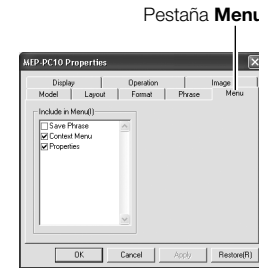 Pestaña Menu
MEP-PC10 Properties
Display Operation Image
Model Layout Format Phrase Menu
Include in Menu(I)
Save Phrase
Context Menu
Properties
OK Cancel Apply Restore(R)